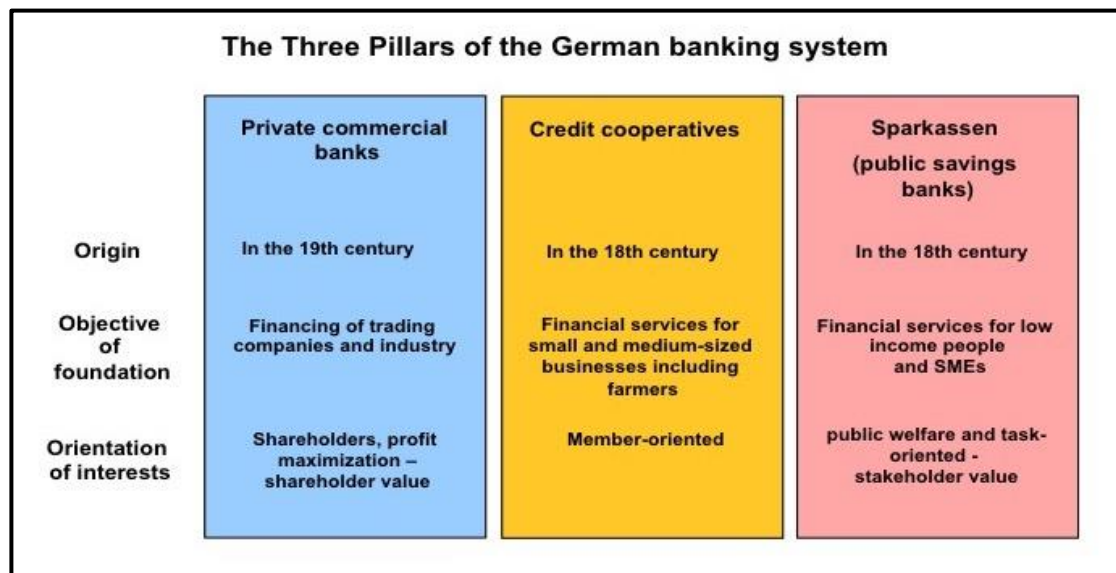 The Three Pillars of the German banking system
Private commercial
banks
Credit cooperatives
Sparkassen
(public savings
banks)
Origin
In the 19th century
In the 18th century
In the 18th century
Objective
of
foundation
Financing of trading
companies and industry
Financial services for
small and medium-sized
businesses including
farmers
Financial services for low
income people
and SMEs
Orientation
of interests
Shareholders, profit
maximization –
shareholder value
Member-oriented
public welfare and task-
oriented -
stakeholder value